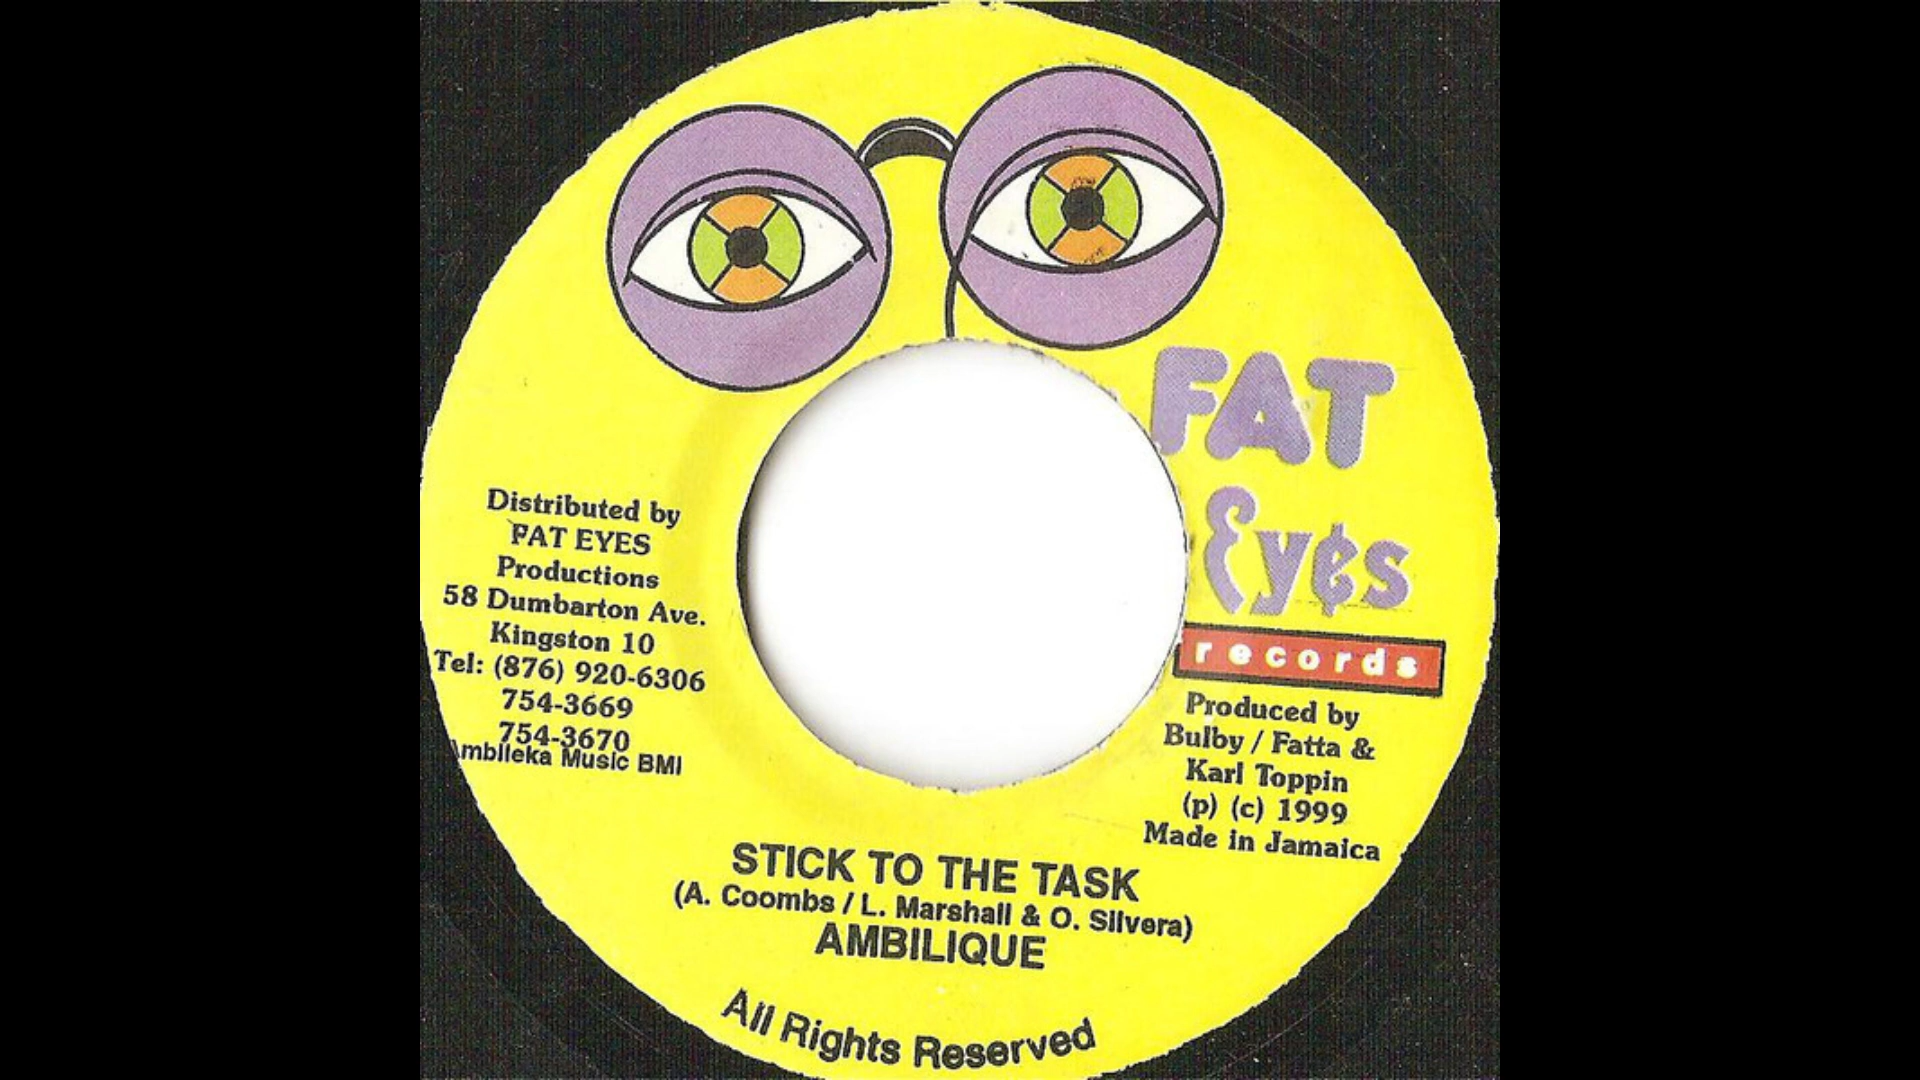 FAT
Eyes
records
Distributed by
FAT EYES
Productions
58 Dumbarton Ave.
Kingston 10
Tel: (876) 920-6306
754-3669
754-3670
Ambileka Music BMI
Produced by
Bulby / Fatta &
Karl Toppin
(p) (c) 1999
Made in Jamaica
STICK TO THE TASK
(A. Coombs / L. Marshall & O. Silvera)
AMBILIQUE
All Rights Reserved